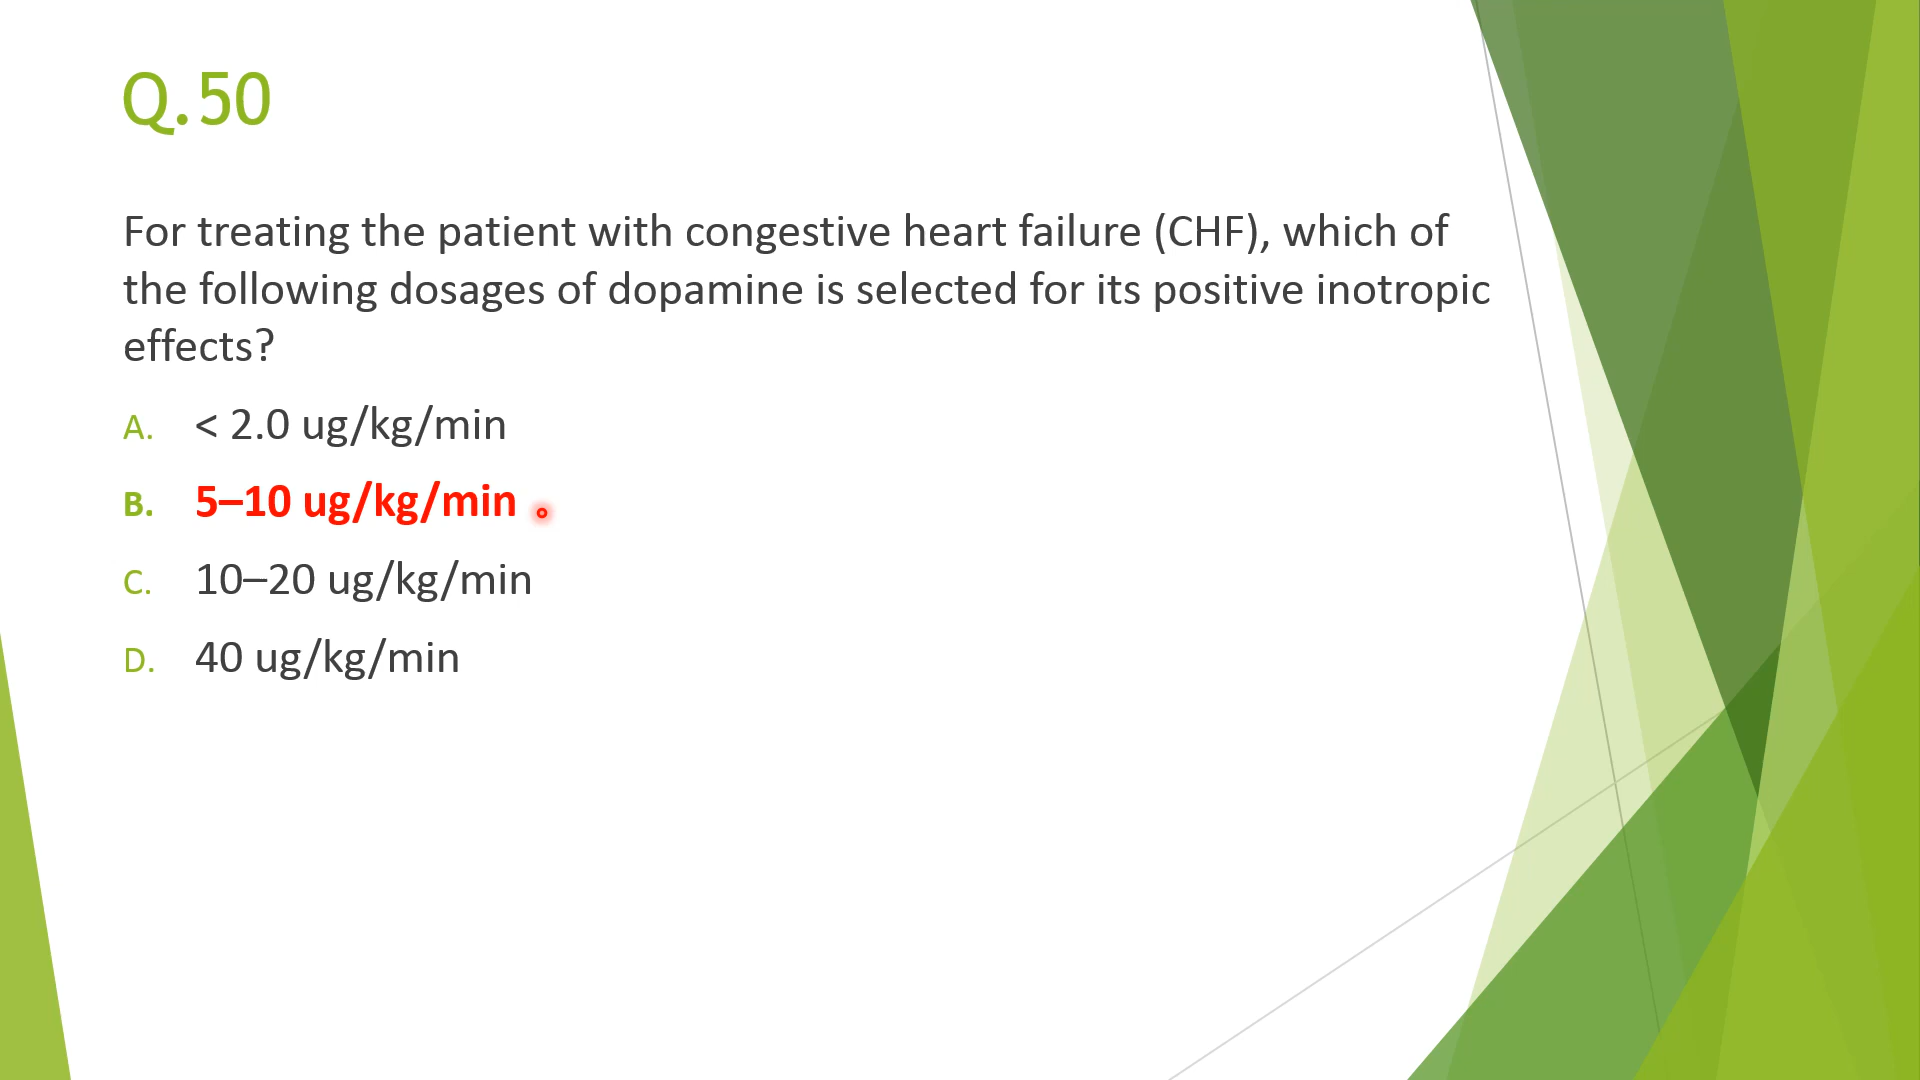 Q.50
For treating the patient with congestive heart failure (CHF), which of
the following dosages of dopamine is selected for its positive inotropic
effects?
A. < 2.0 ug/kg/min
B. 5–10 ug/kg/min
C. 10–20 ug/kg/min
D. 40 ug/kg/min